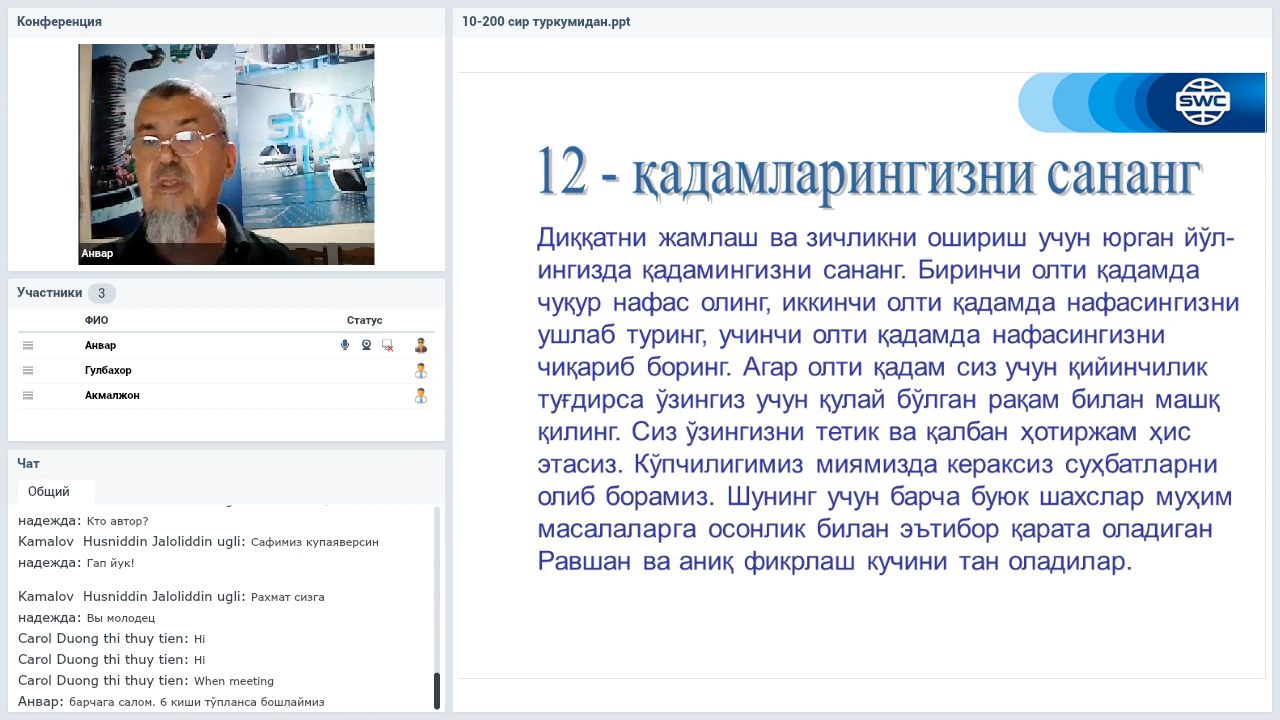 Конференция
Анвар
Участники 3
ФИО Статус
Анвар
Гулбахор
Акмалжон
Чат
Общий
надежда: Кто автор?
Kamalov Husniddin Jaloliddin ugli: Сафимиз купаяверсин
надежда: Гап йук!
Kamalov Husniddin Jaloliddin ugli: Рахмат сизга
надежда: Вы молодец
Carol Duong thi thuy tien: Hi
Carol Duong thi thuy tien: Hi
Carol Duong thi thuy tien: When meeting
Анвар: барчага салом. 6 киши тўпланса бошлаймиз
10-200 сир туркумидан.ppt
SWC
12 - қадамларингизни сананг
Диққатни жамлаш ва зичликни ошириш учун юрган йўл-
ингизда қадамингизни сананг. Биринчи олти қадамда
чуқур нафас олинг, иккинчи олти қадамда нафасингизни
ушлаб туринг, учинчи олти қадамда нафасингизни
чиқариб боринг. Агар олти қадам сиз учун қийинчилик
туғдирса ўзингиз учун қулай бўлган рақам билан машқ
қилинг. Сиз ўзингизни тетик ва қалбан ҳотиржам ҳис
этасиз. Кўпчилигимиз миямизда кераксиз суҳбатларни
олиб борамиз. Шунинг учун барча буюк шахслар муҳим
масалаларга осонлик билан эътибор қарата оладиган
Равшан ва аниқ фикрлаш кучини тан оладилар.